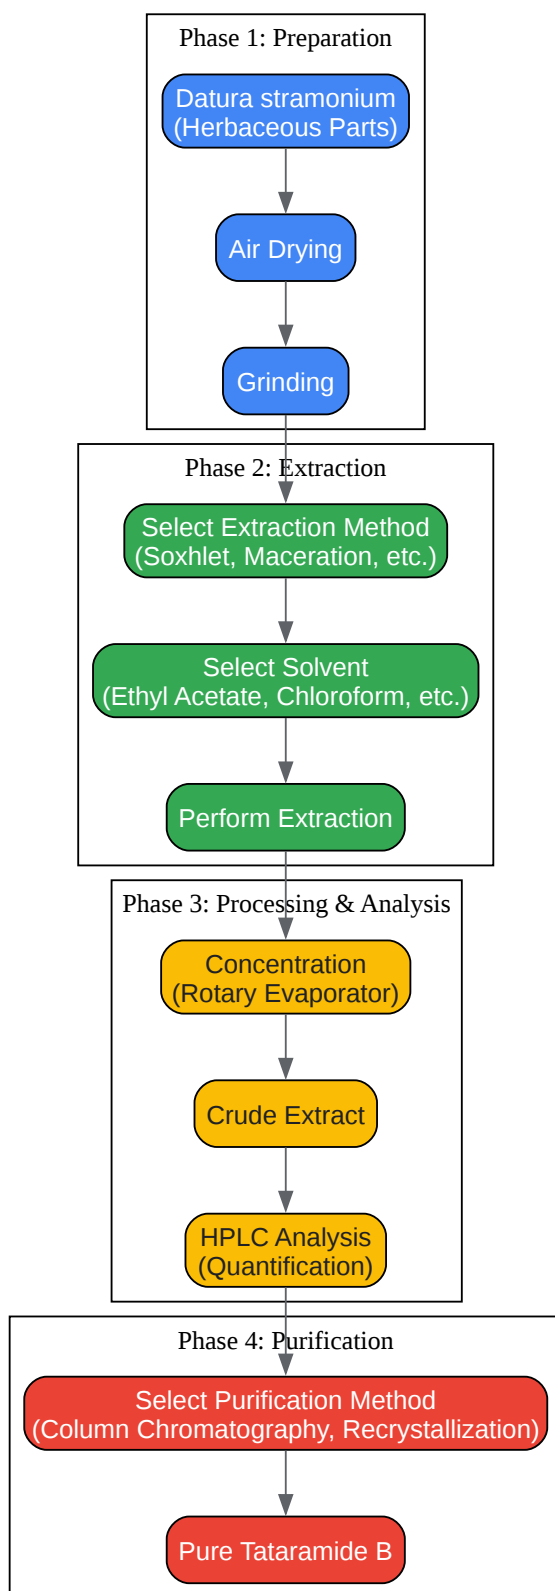 Phase 1: Preparation
Datura stramonium
(Herbaceous Parts)
Air Drying
Grinding
Phase 2: Extraction
Select Extraction Method
(Soxhlet, Maceration, etc.)
Select Solvent
(Ethyl Acetate, Chloroform, etc.)
Perform Extraction
Phase 3: Processing & Analysis
Concentration
(Rotary Evaporator)
Crude Extract
HPLC Analysis
(Quantification)
Phase 4: Purification
Select Purification Method
(Column Chromatography, Recrystallization)
Pure Tataramide B